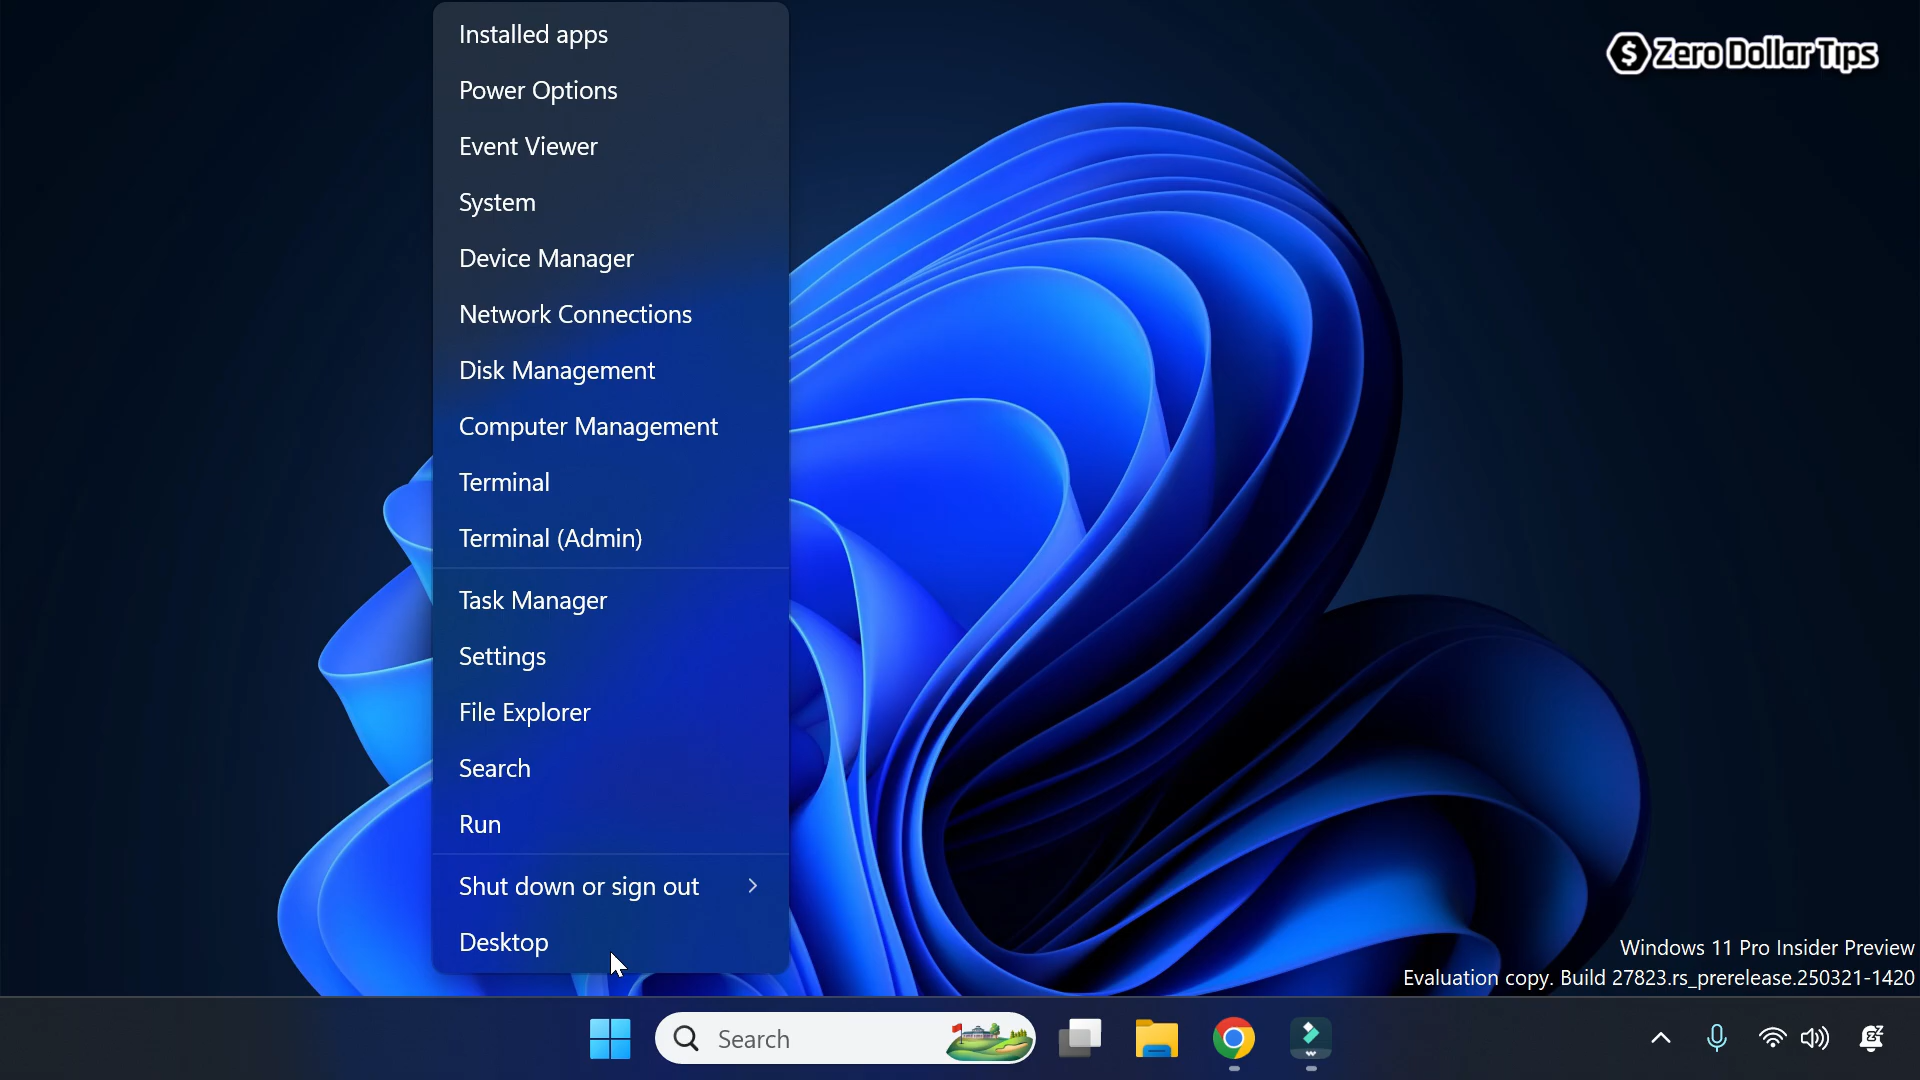 Installed apps
Power Options
Event Viewer
System
Device Manager
Network Connections
Disk Management
Computer Management
Terminal
Terminal (Admin)
Task Manager
Settings
File Explorer
Search
Run
Shut down or sign out
Desktop
$ Zero Dollar Tips
Windows 11 Pro Insider Preview
Evaluation copy. Build 27823.rs_prerelease.250321-1420
Search